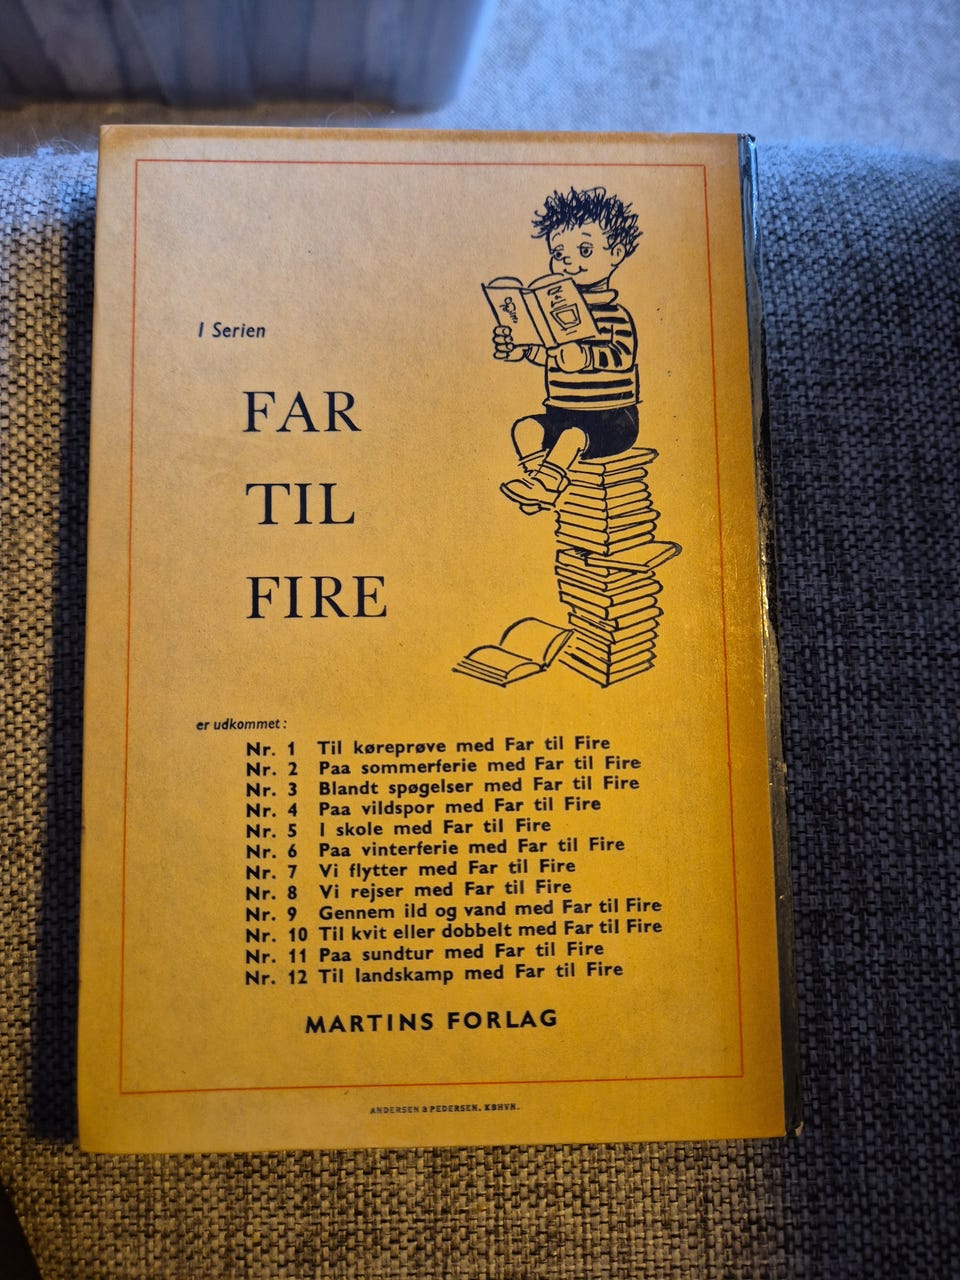 I Serien
FAR
TIL
FIRE
er udkommet:
Nr. 1 Til køreprøve med Far til Fire
Nr. 2 Paa sommerferie med Far til Fire
Nr. 3 Blandt spøgelser med Far til Fire
Nr. 4 Paa vildspor med Far til Fire
Nr. 5 I skole med Far til Fire
Nr. 6 Paa vinterferie med Far til Fire
Nr. 7 Vi flytter med Far til Fire
Nr. 8 Vi rejser med Far til Fire
Nr. 9 Gennem ild og vand med Far til Fire
Nr. 10 Til kvit eller dobbelt med Far til Fire
Nr. 11 Paa sundtur med Far til Fire
Nr. 12 Til landskamp med Far til Fire
MARTINS FORLAG
ANDERSEN & PEDERSEN. KBHVN.